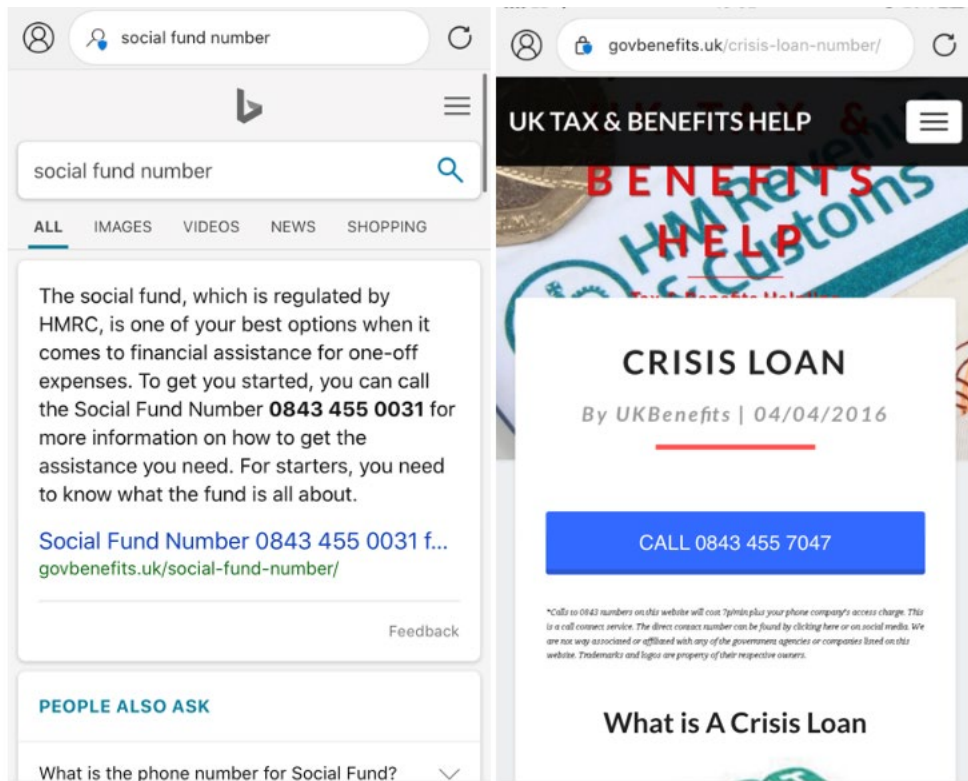 social fund number
social fund number
ALL IMAGES VIDEOS NEWS SHOPPING
The social fund, which is regulated by
HMRC, is one of your best options when it
comes to financial assistance for one-off
expenses. To get you started, you can call
the Social Fund Number 0843 455 0031 for
more information on how to get the
assistance you need. For starters, you need
to know what the fund is all about.
Social Fund Number 0843 455 0031 f...
govbenefits.uk/social-fund-number/
Feedback
PEOPLE ALSO ASK
What is the phone number for Social Fund?
govbenefits.uk/crisis-loan-number/
UK TAX & BENEFITS HELP
UK TAX &
BENEFITS
HELP
HM Revenue
& Customs
CRISIS LOAN
By UKBenefits | 04/04/2016
CALL 0843 455 7047
*Calls to 0843 numbers on this website will cost 7p/min plus your phone company's access charge. This
is a call connect service. The direct contact number can be found by clicking here or on social media. We
are not way associated or affiliated with any of the government agencies or companies listed on this
website. Trademarks and logos are property of their respective owners.
What is A Crisis Loan